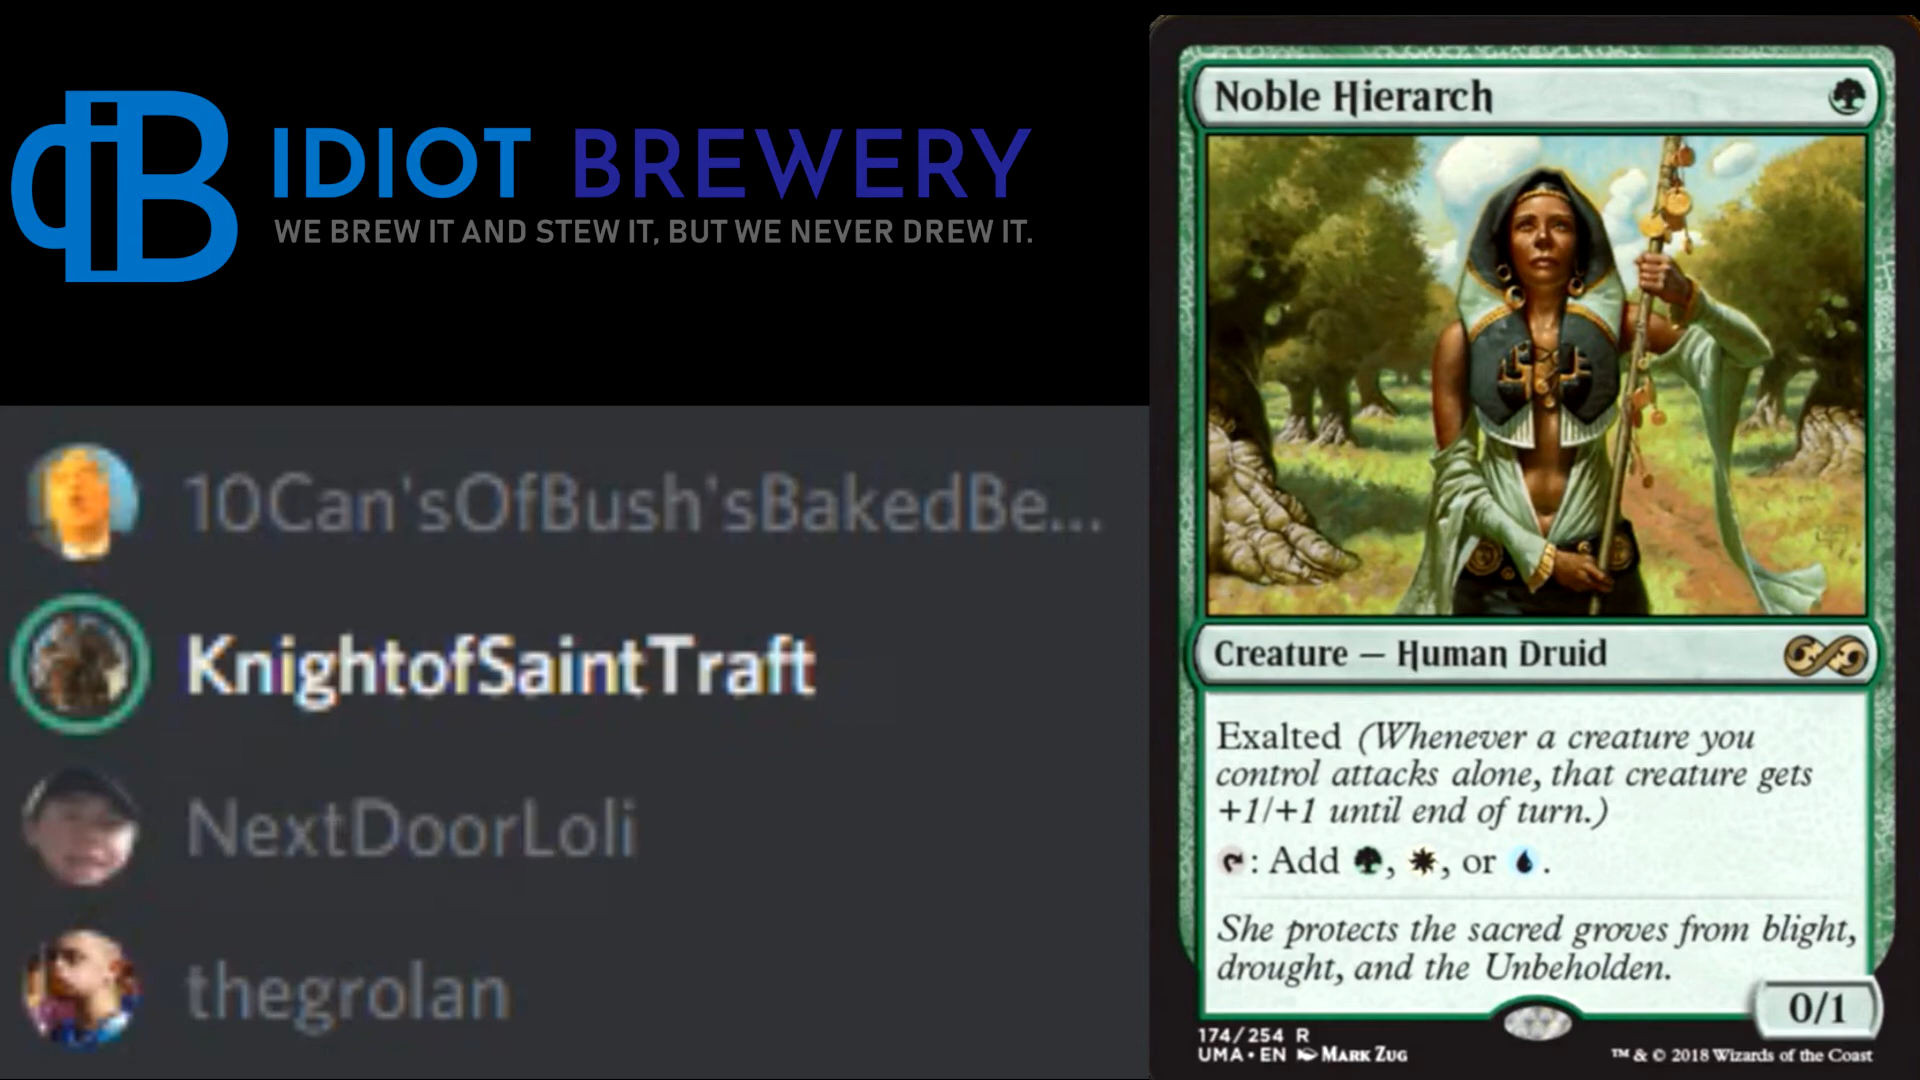 iB
IDIOT BREWERY
WE BREW IT AND STEW IT, BUT WE NEVER DREW IT.
10Can'sOfBush'sBakedBe...
KnightofSaintTraft
NextDoorLoli
thegrolan
Noble Hierarch
Creature — Human Druid
Exalted (Whenever a creature you
control attacks alone, that creature gets
+1/+1 until end of turn.)
: Add , , or .
She protects the sacred groves from blight,
drought, and the Unbeholden.
0/1
174/254 R
UMA • EN Mark Zug
™ & © 2018 Wizards of the Coast